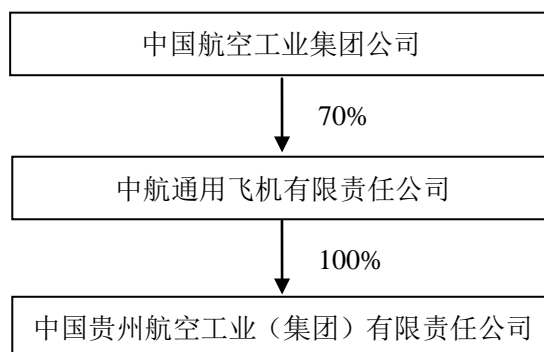 中国航空工业集团公司
70%
中航通用飞机有限责任公司
100%
中国贵州航空工业（集团）有限责任公司